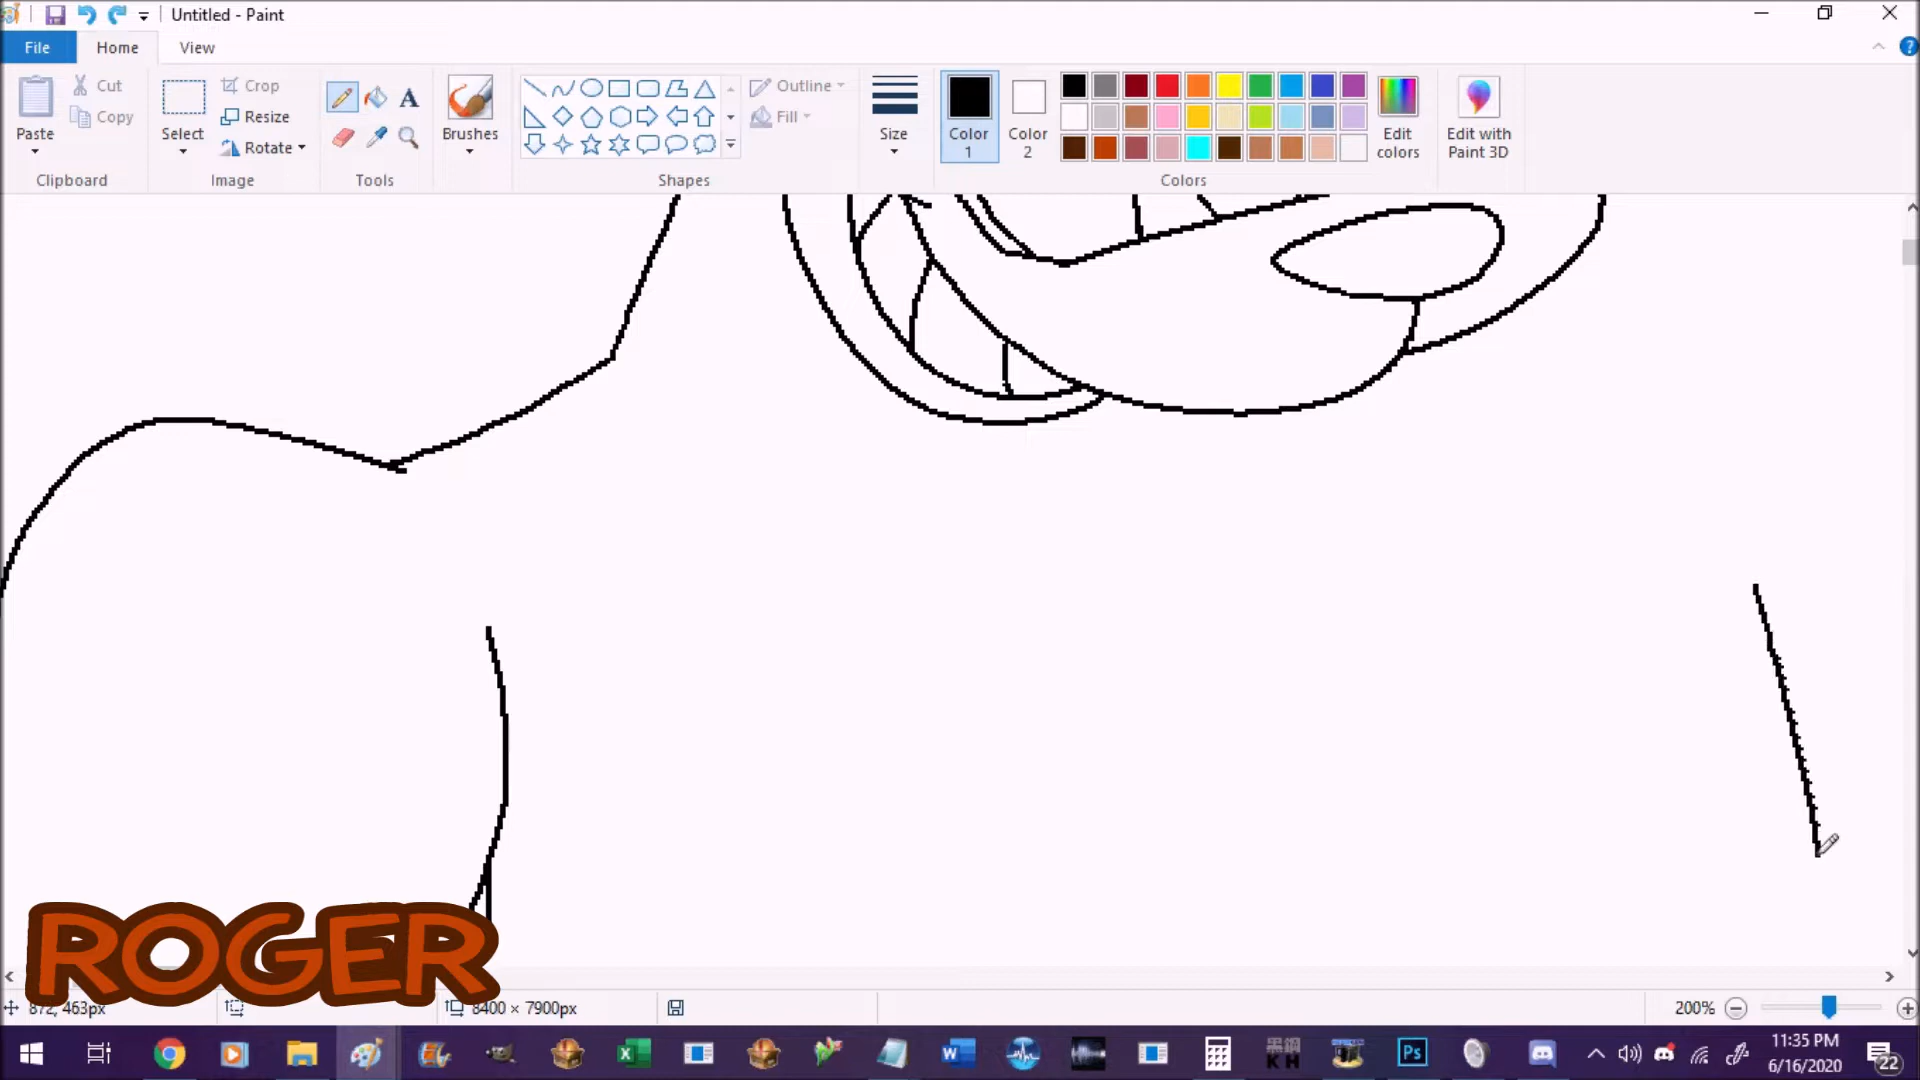 Untitled - Paint
File Home View
Paste
Cut
Copy
Clipboard
Select
Crop
Resize
Rotate
Image
Tools
Brushes
Shapes
Outline
Fill
Size
Color 1
Color 2
Colors
Edit colors
Edit with Paint 3D
ROGER
872, 463px
8400 × 7900px
200%
Ps
11:35 PM
6/16/2020
22